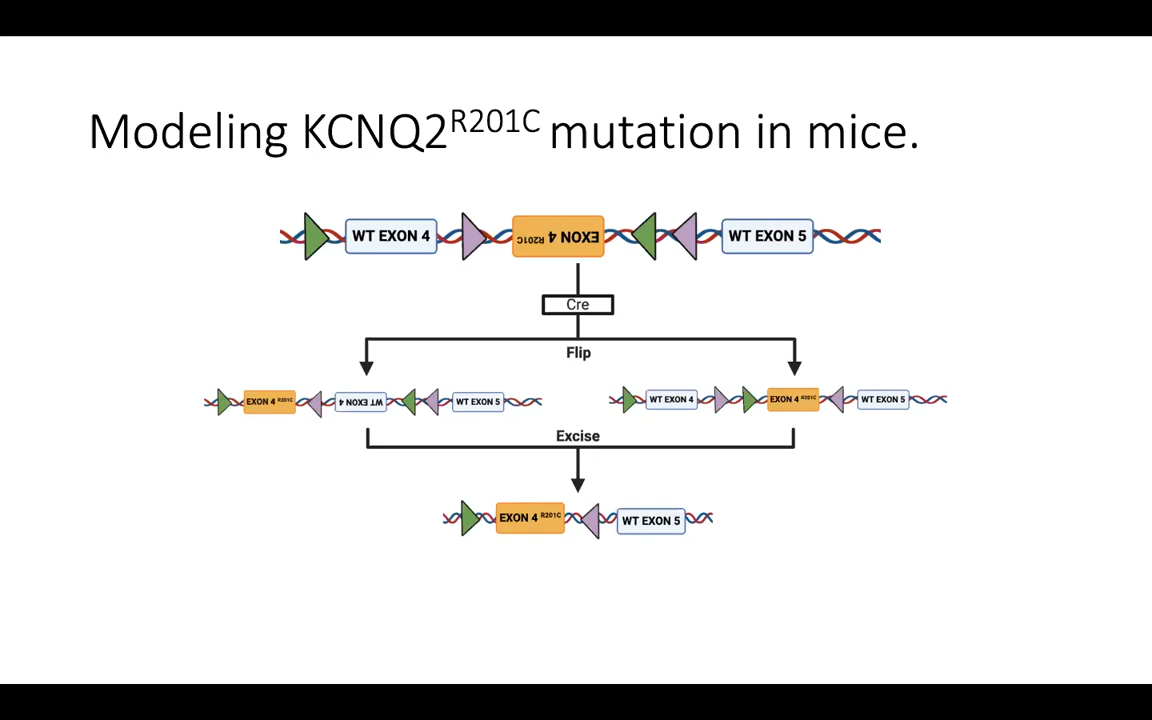 Modeling KCNQ2R201C mutation in mice.
WT EXON 4 EXON 4 R201C WT EXON 5
Cre
Flip
EXON 4 R201C WT EXON 4 WT EXON 5 WT EXON 4 EXON 4 R201C WT EXON 5
Excise
EXON 4 R201C WT EXON 5